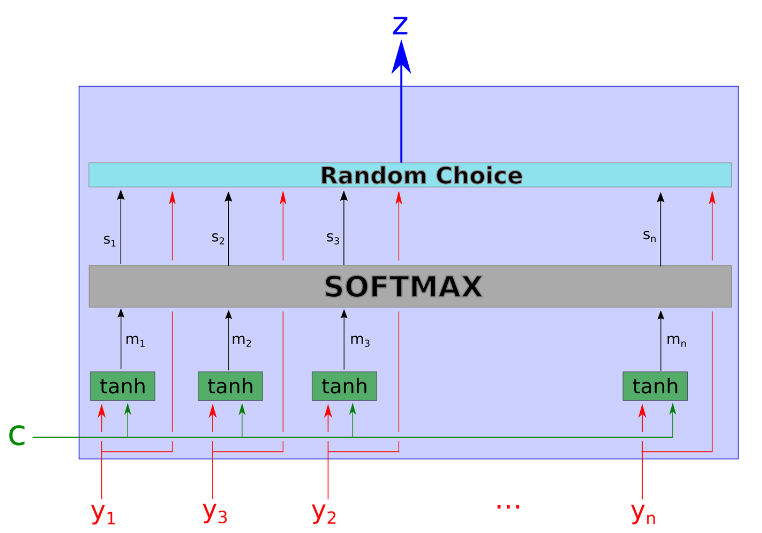 z
Random Choice
s1 s2 s3 sn
SOFTMAX
m1 m2 m3 mn
tanh tanh tanh tanh
C
y1 y3 y2 ... yn